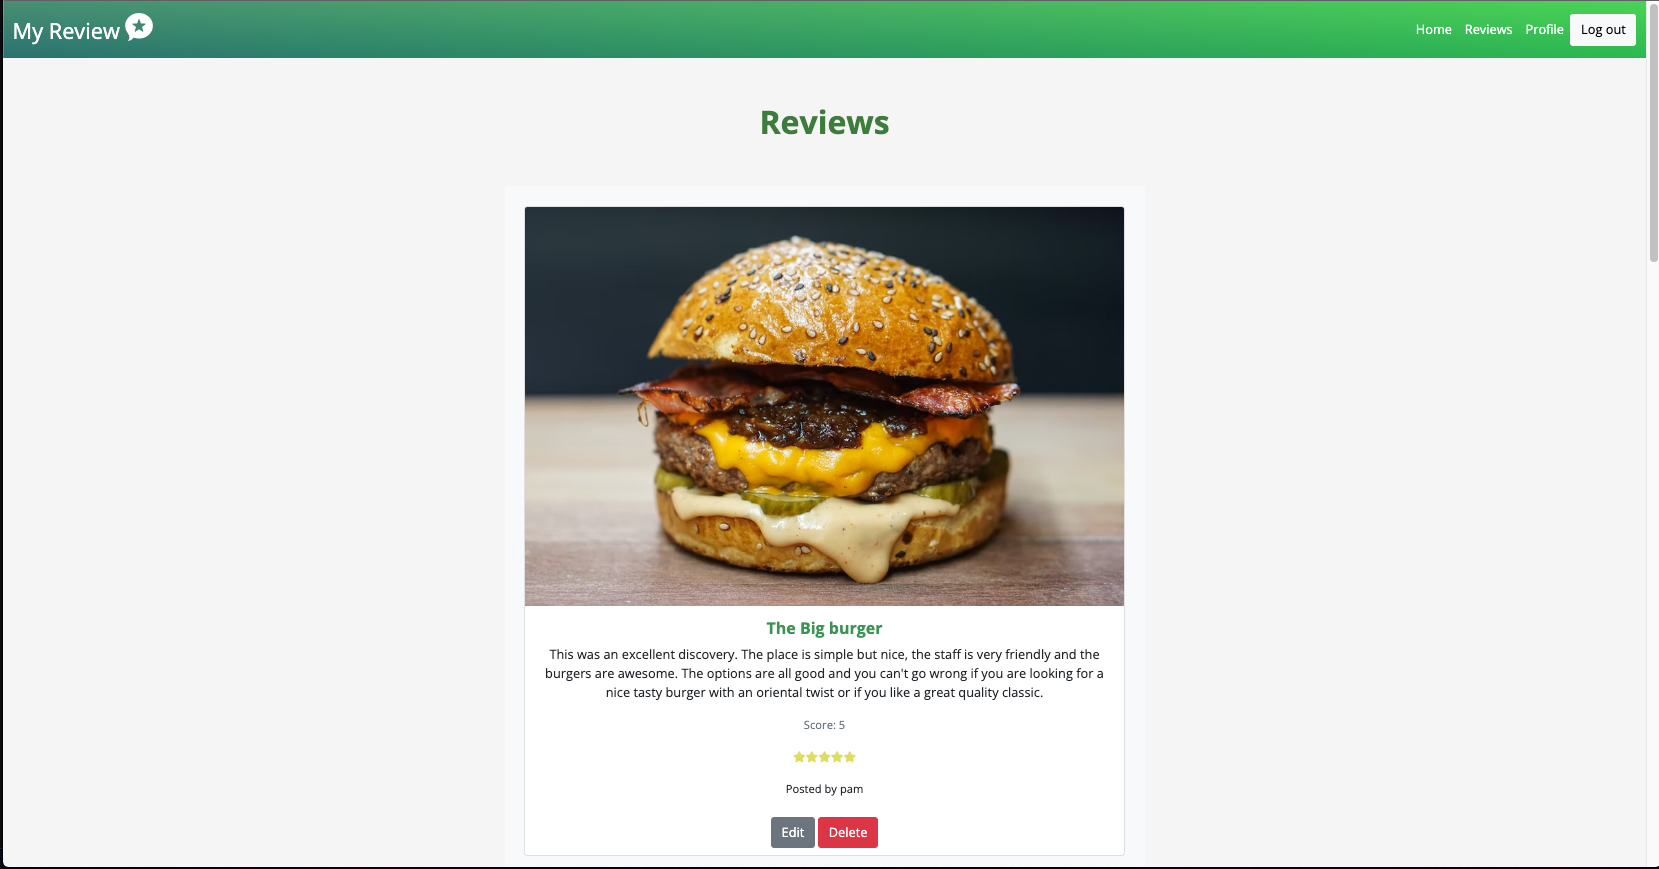 My Review
Home Reviews Profile Log out
Reviews
The Big burger
This was an excellent discovery. The place is simple but nice, the staff is very friendly and the
burgers are awesome. The options are all good and you can't go wrong if you are looking for a
nice tasty burger with an oriental twist or if you like a great quality classic.
Score: 5
Posted by pam
Edit Delete